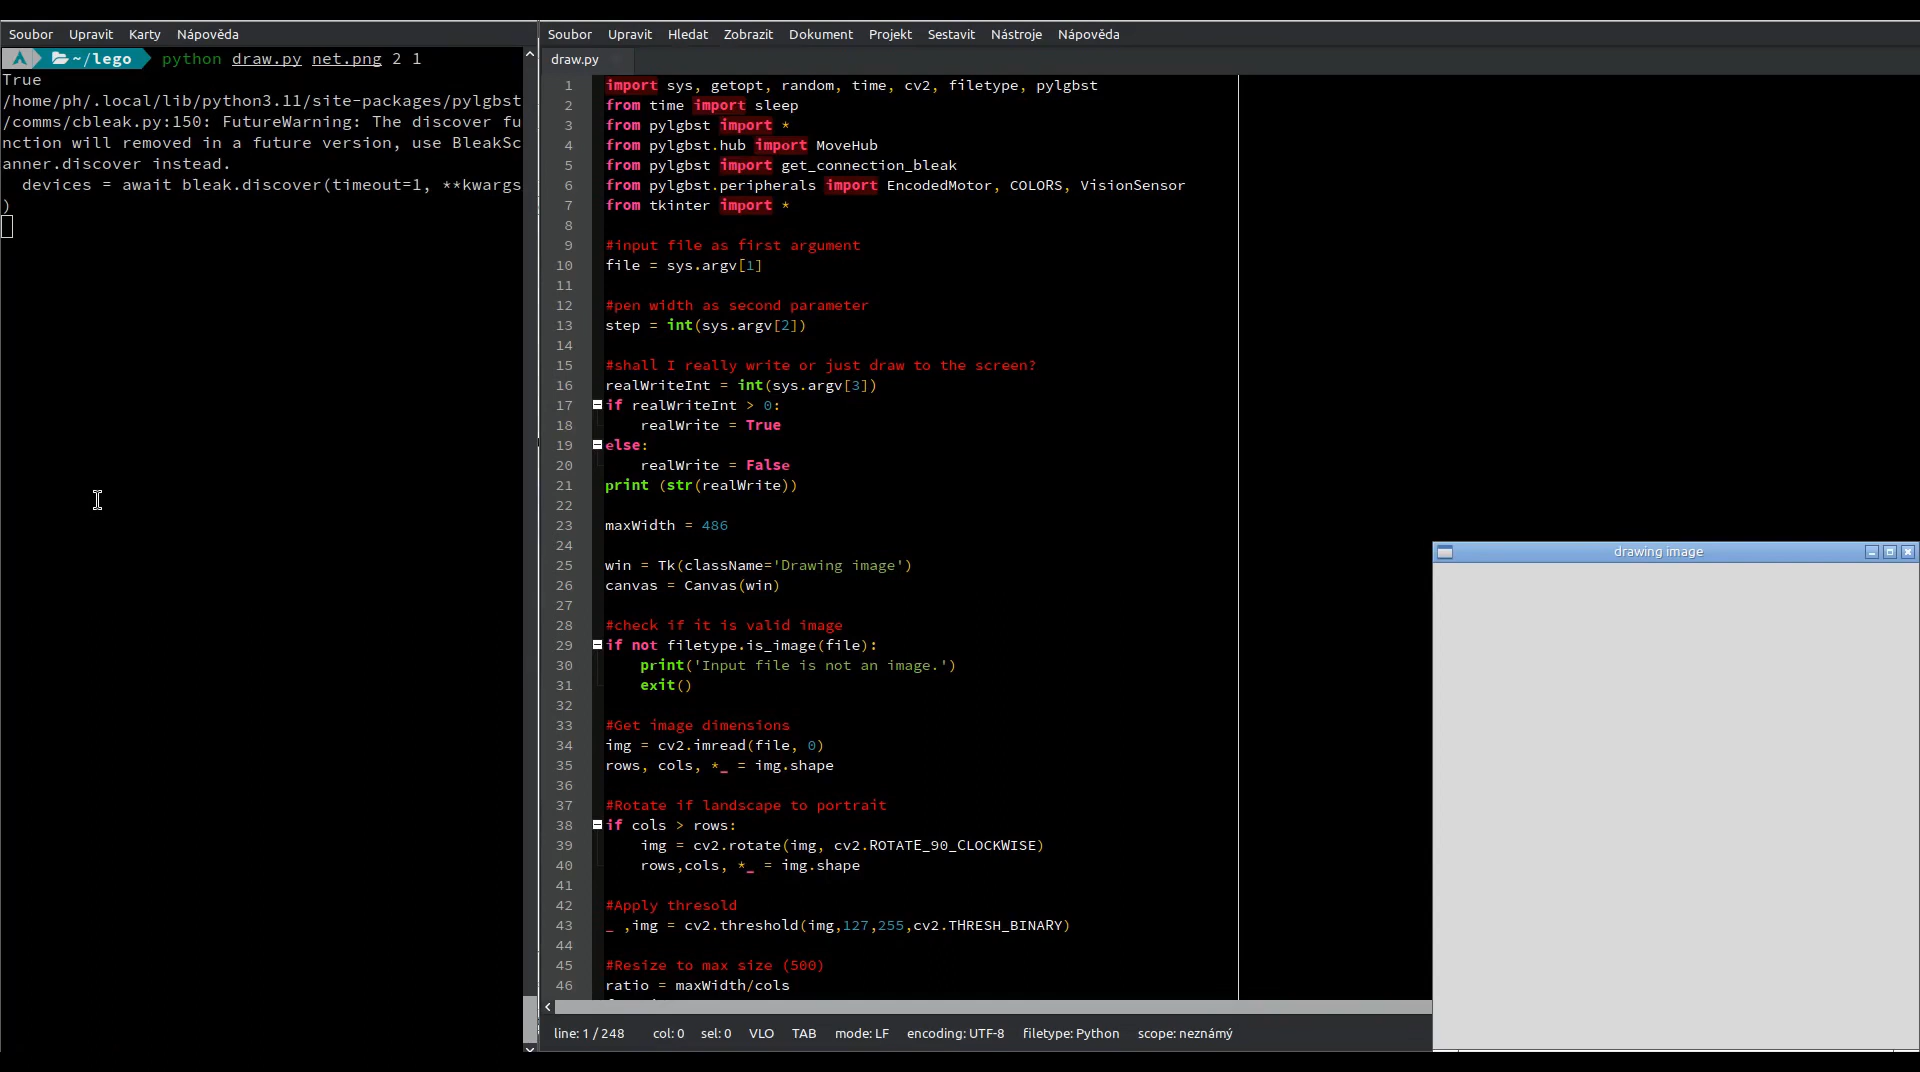 Soubor Upravit Karty Nápověda
~/lego python draw.py net.png 2 1
True
/home/ph/.local/lib/python3.11/site-packages/pylgbst
/comms/cbleak.py:150: FutureWarning: The discover fu
nction will removed in a future version, use BleakSc
anner.discover instead.
devices = await bleak.discover(timeout=1, **kwargs
)
Soubor Upravit Hledat Zobrazit Dokument Projekt Sestavit Nástroje Nápověda
draw.py
1 import sys, getopt, random, time, cv2, filetype, pylgbst
2 from time import sleep
3 from pylgbst import *
4 from pylgbst.hub import MoveHub
5 from pylgbst import get_connection_bleak
6 from pylgbst.peripherals import EncodedMotor, COLORS, VisionSensor
7 from tkinter import *
8
9 #input file as first argument
10 file = sys.argv[1]
11
12 #pen width as second parameter
13 step = int(sys.argv[2])
14
15 #shall I really write or just draw to the screen?
16 realWriteInt = int(sys.argv[3])
17 if realWriteInt > 0:
18 realWrite = True
19 else:
20 realWrite = False
21 print (str(realWrite))
22
23 maxWidth = 486
24
25 win = Tk(className='Drawing image')
26 canvas = Canvas(win)
27
28 #check if it is valid image
29 if not filetype.is_image(file):
30 print('Input file is not an image.')
31 exit()
32
33 #Get image dimensions
34 img = cv2.imread(file, 0)
35 rows, cols, *_ = img.shape
36
37 #Rotate if landscape to portrait
38 if cols > rows:
39 img = cv2.rotate(img, cv2.ROTATE_90_CLOCKWISE)
40 rows,cols, *_ = img.shape
41
42 #Apply thresold
43 _ ,img = cv2.threshold(img,127,255,cv2.THRESH_BINARY)
44
45 #Resize to max size (500)
46 ratio = maxWidth/cols
line: 1 / 248 col: 0 sel: 0 VLO TAB mode: LF encoding: UTF-8 filetype: Python scope: neznámý
drawing image